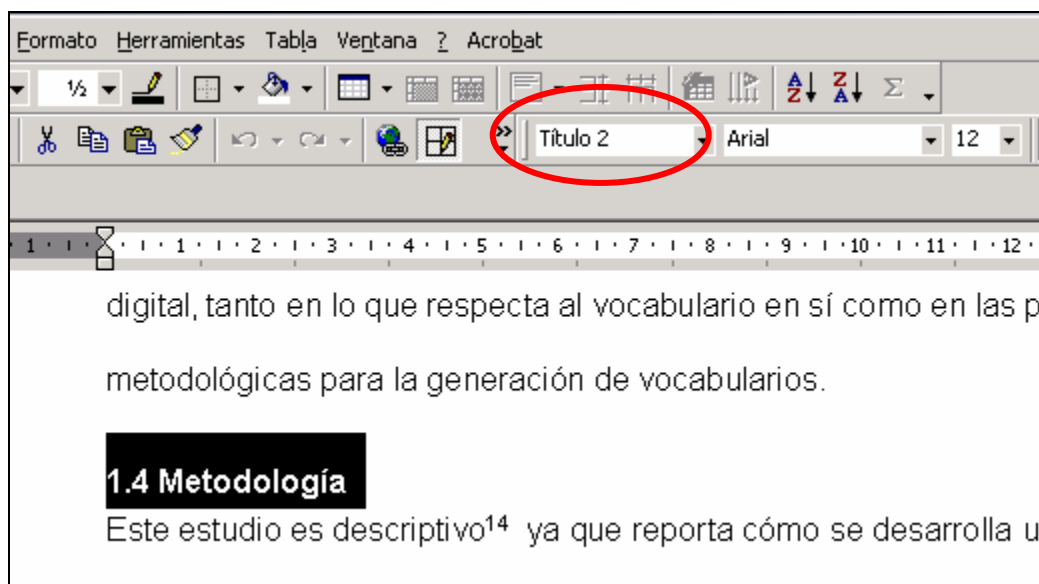 Formato Herramientas Tabla Ventana ? Acrobat
½ A Z Z A Σ
» Título 2 Arial 12
1 1 2 3 4 5 6 7 8 9 10 11 12
digital, tanto en lo que respecta al vocabulario en sí como en las p
metodológicas para la generación de vocabularios.
1.4 Metodología
Este estudio es descriptivo¹⁴ ya que reporta cómo se desarrolla u